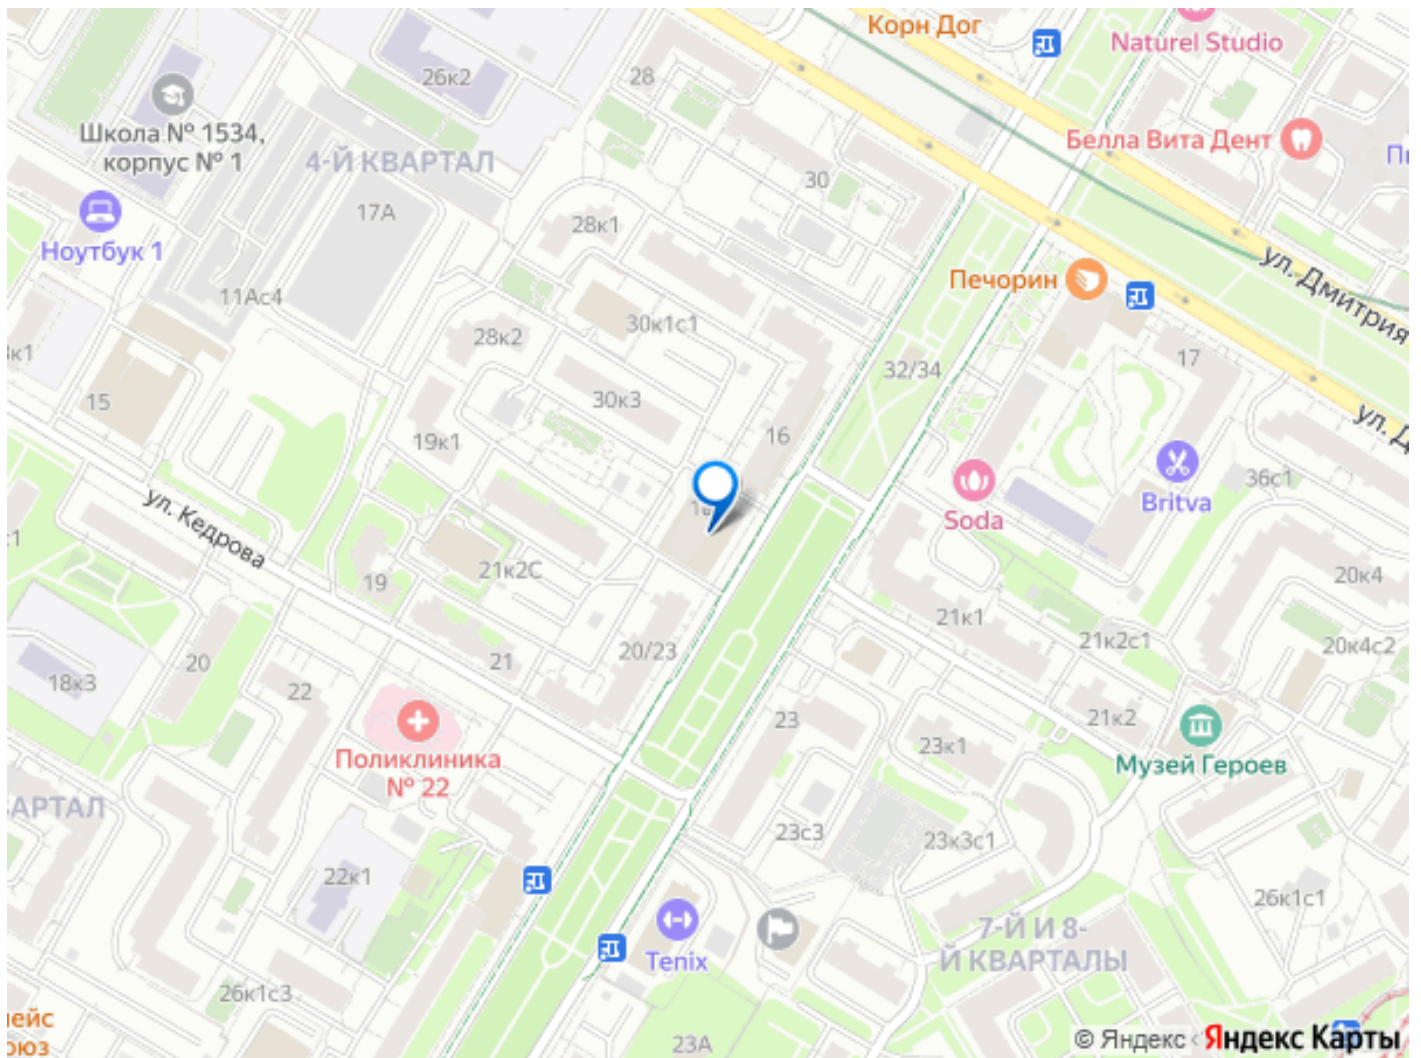 Корн Дог
Naturel Studio
26к2
28
Школа № 1534,
корпус № 1
4-Й КВАРТАЛ
Белла Вита Дент
30
17А
28к1
Ноутбук 1
ул. Дмитрия
Печорин
11Ас4
30к1с1
28к2
17
15
32/34
30к3
19к1
16
ул. Д
36с1
Britva
Soda
ул. Кедрова
21к2С
19
20к4
21к1
21к2с1
20к4с2
20/23
21
20
18к3
22
23
21к2
23к1
Поликлиника
№ 22
Музей Героев
АРТАЛ
23с3
23к3с1
22к1
26к1с1
7-Й И 8-
Й КВАРТАЛЫ
Tenix
26к1с3
23А
© Яндекс Яндекс Карты